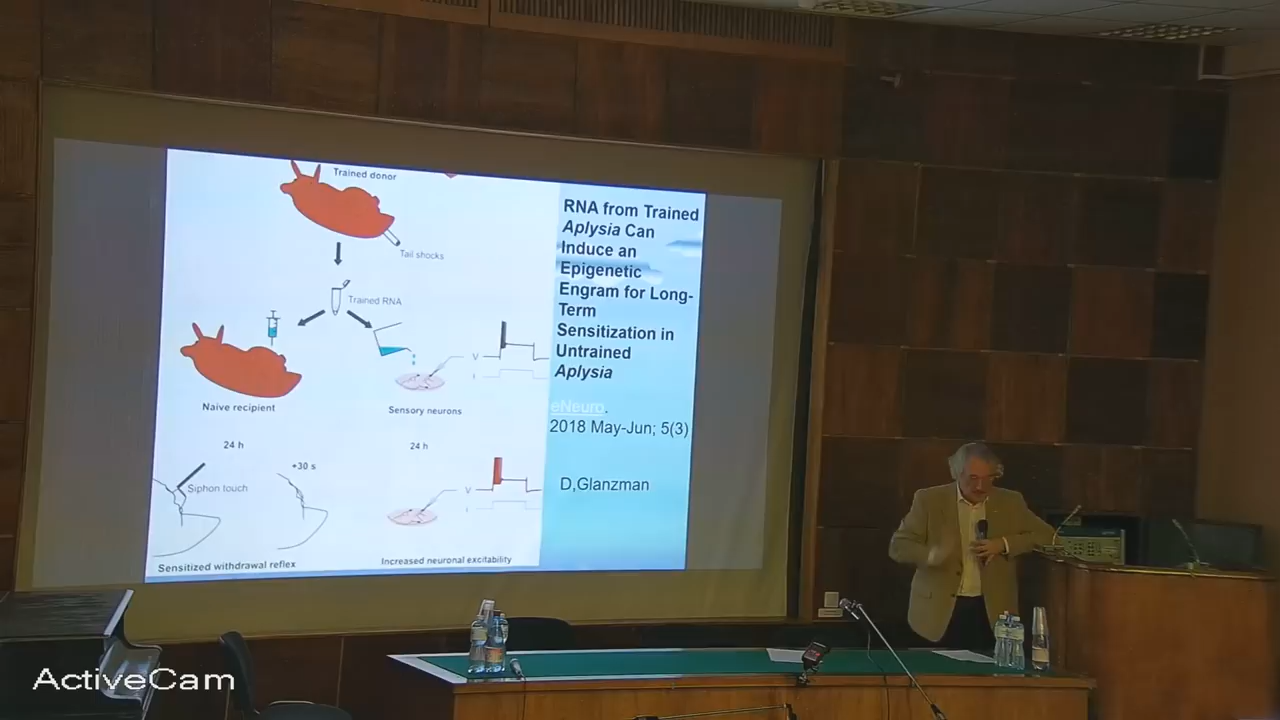 Trained donor
Tail shocks
Trained RNA
V
Naive recipient
Sensory neurons
24 h
24 h
+30 s
Siphon touch
V
Sensitized withdrawal reflex
Increased neuronal excitability
RNA from Trained
Aplysia Can
Induce an
Epigenetic
Engram for Long-
Term
Sensitization in
Untrained
Aplysia
eNeuro.
2018 May-Jun; 5(3)
D,Glanzman
ActiveCam